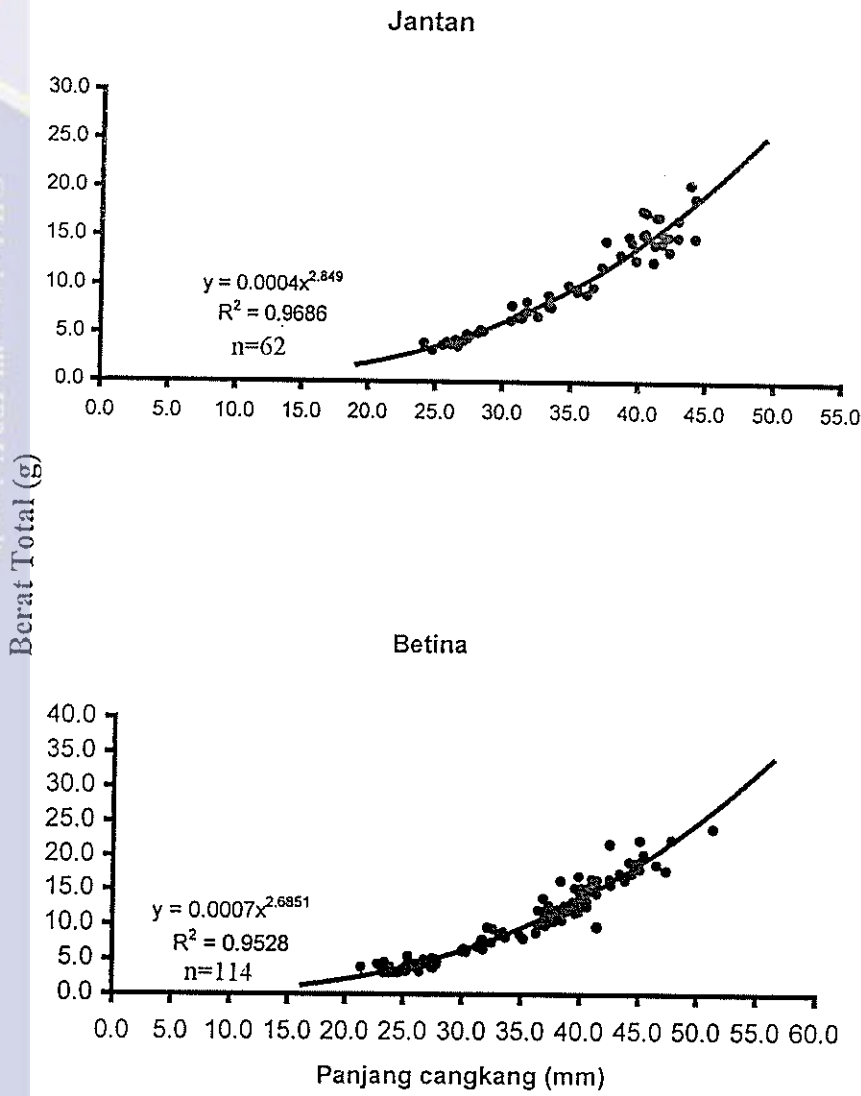 Jantan
30.0
25.0
20.0
15.0
10.0
5.0
0.0
y = 0.0004x^2.849
R² = 0.9686
n=62
0.0 5.0 10.0 15.0 20.0 25.0 30.0 35.0 40.0 45.0 50.0 55.0
Berat Total (g)
Betina
40.0
35.0
30.0
25.0
20.0
15.0
10.0
5.0
0.0
y = 0.0007x^2.6851
R² = 0.9528
n=114
0.0 5.0 10.0 15.0 20.0 25.0 30.0 35.0 40.0 45.0 50.0 55.0 60.0
Panjang cangkang (mm)